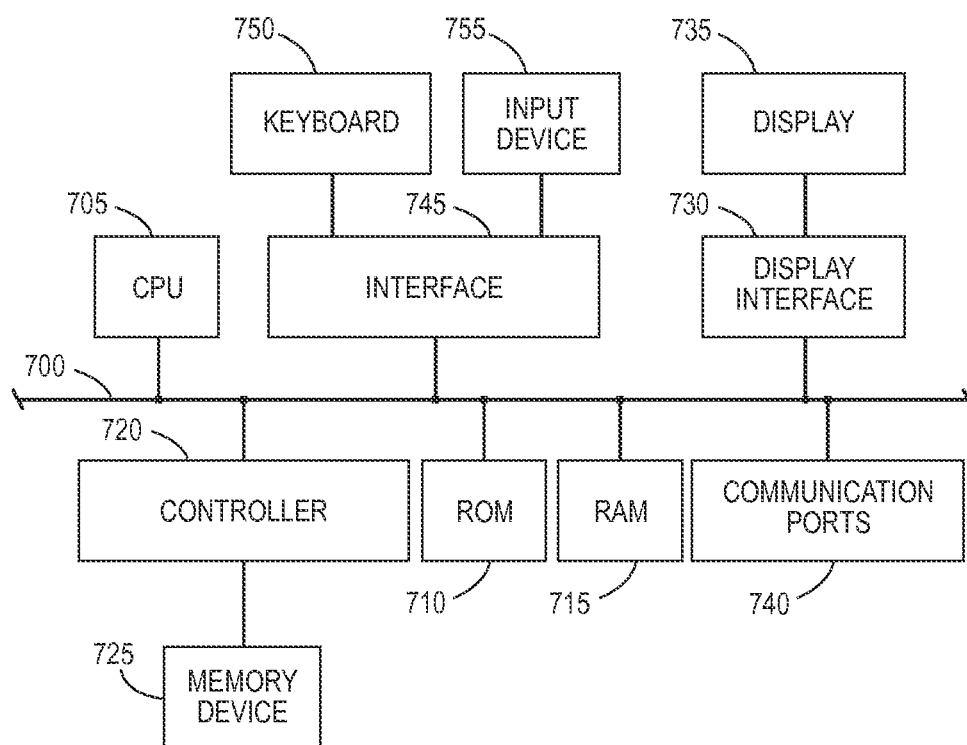 750
755
735
KEYBOARD
INPUT
DEVICE
DISPLAY
705
745
730
CPU
INTERFACE
DISPLAY
INTERFACE
700
720
CONTROLLER
ROM
RAM
COMMUNICATION
PORTS
710
715
740
725
MEMORY
DEVICE